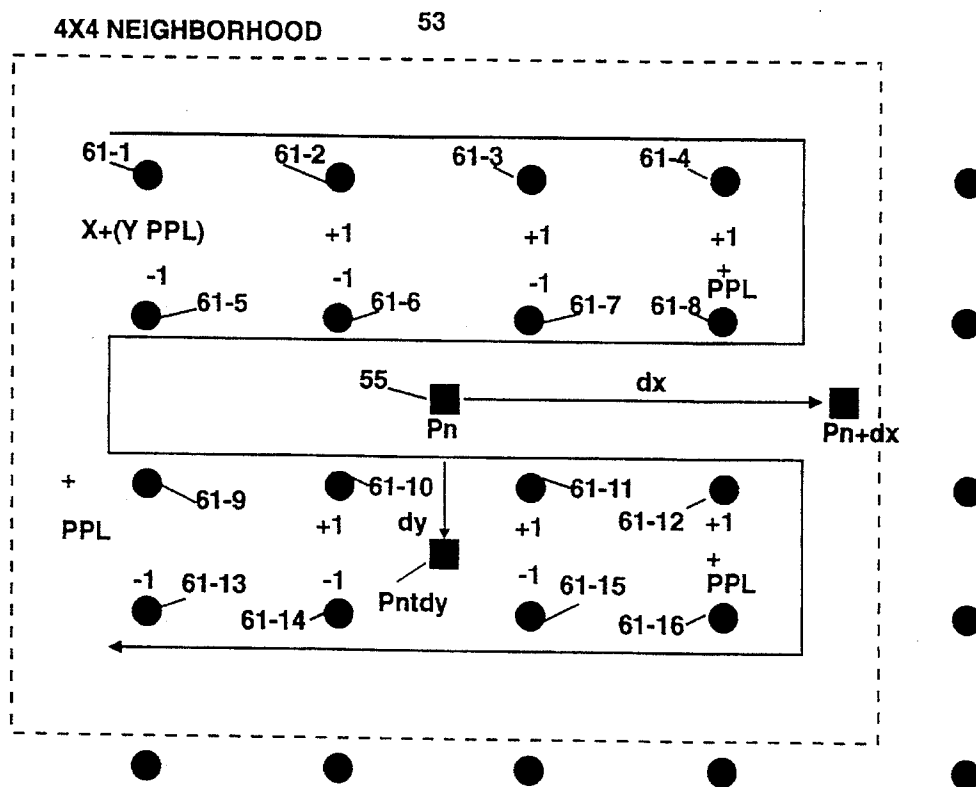 4X4 NEIGHBORHOOD 53
61-1 61-2 61-3 61-4
X+(Y PPL) +1 +1 +1
-1 -1 -1 +
PPL
61-5 61-6 61-7 61-8
55 dx
Pn Pn+dx
+ 61-9 61-10 61-11 61-12
PPL +1 dy +1 +1
+
-1 61-13 -1 -1 61-15 PPL
Pntdy
61-14 61-16